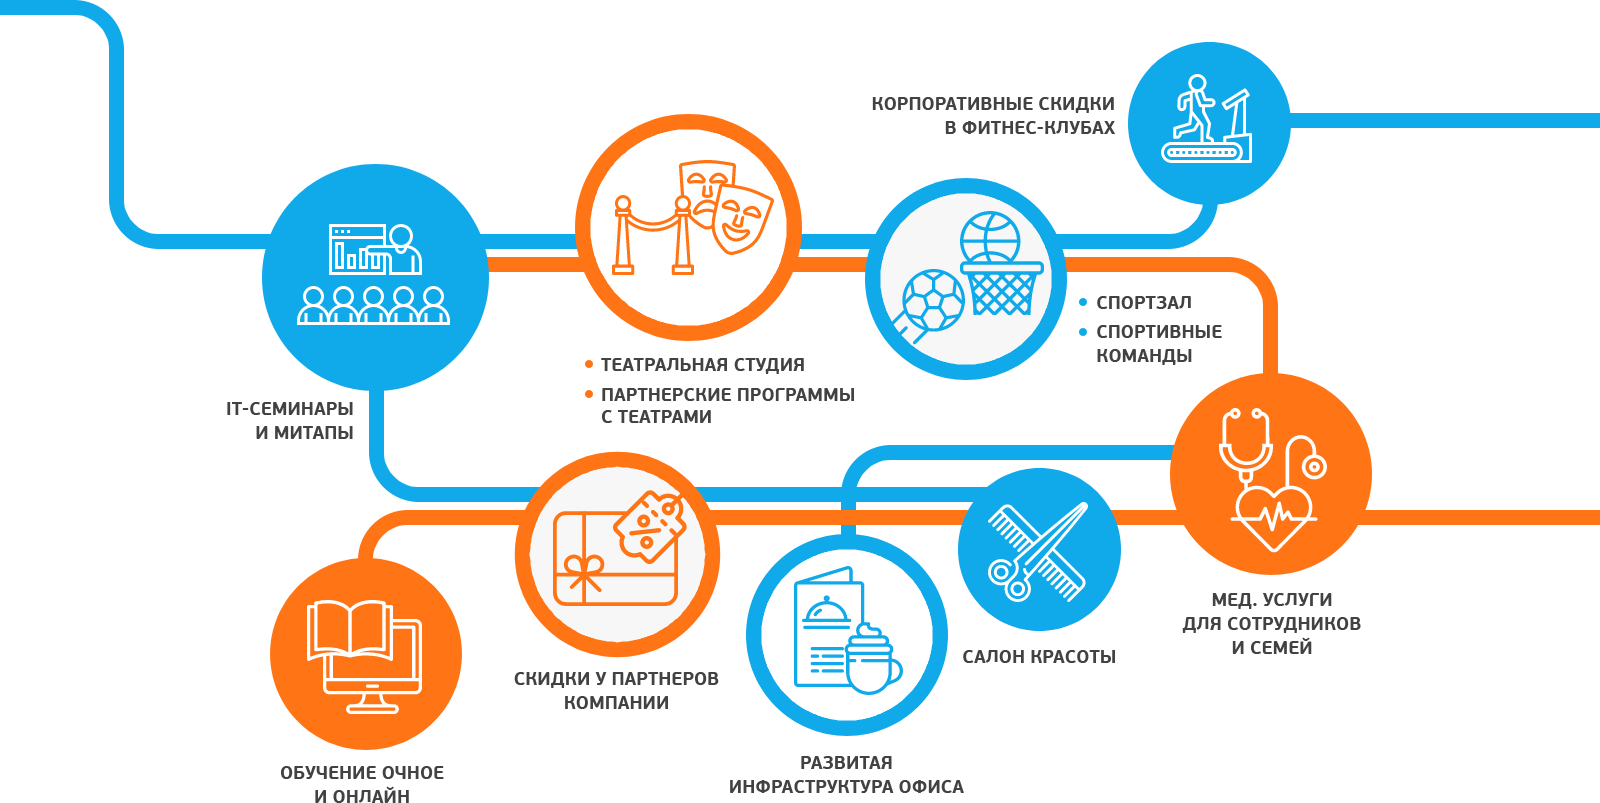 КОРПОРАТИВНЫЕ СКИДКИ
В ФИТНЕС-КЛУБАХ
• СПОРТЗАЛ
• СПОРТИВНЫЕ
КОМАНДЫ
• ТЕАТРАЛЬНАЯ СТУДИЯ
• ПАРТНЕРСКИЕ ПРОГРАММЫ
С ТЕАТРАМИ
IT-СЕМИНАРЫ
И МИТАПЫ
МЕД. УСЛУГИ
ДЛЯ СОТРУДНИКОВ
И СЕМЕЙ
САЛОН КРАСОТЫ
СКИДКИ У ПАРТНЕРОВ
КОМПАНИИ
РАЗВИТАЯ
ИНФРАСТРУКТУРА ОФИСА
ОБУЧЕНИЕ ОЧНОЕ
И ОНЛАЙН